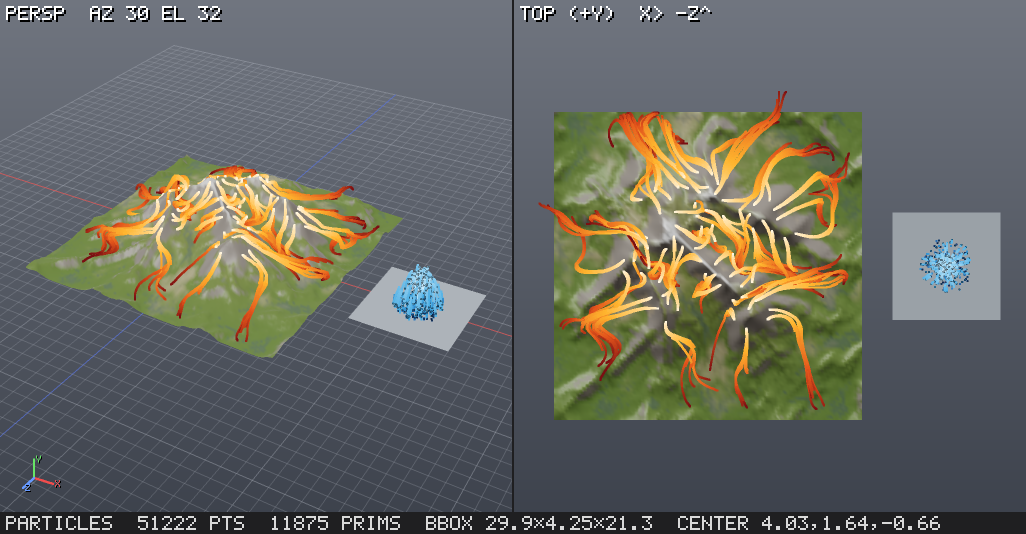 PERSP AZ 30 EL 32
TOP (+Y) X> -Z^
Y
X
Z
PARTICLES 51222 PTS 11875 PRIMS BBOX 29.9×4.25×21.3 CENTER 4.03,1.64,-0.66